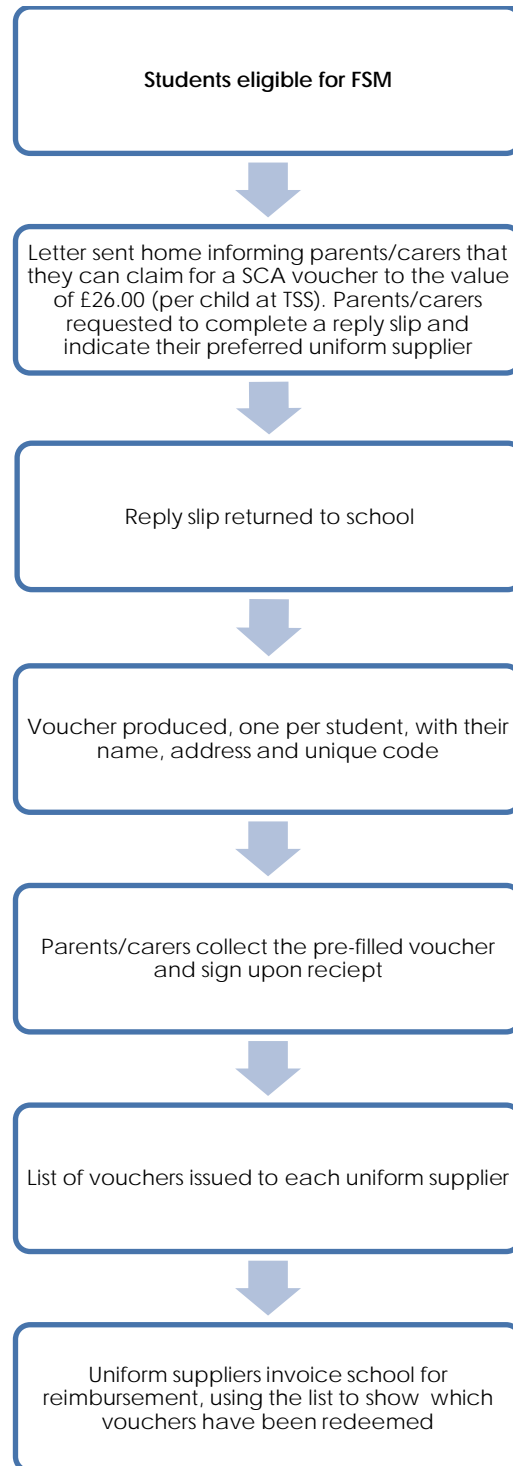 Students eligible for FSM
Letter sent home informing parents/carers that
they can claim for a SCA voucher to the value
of £26.00 (per child at TSS). Parents/carers
requested to complete a reply slip and
indicate their preferred uniform supplier
Reply slip returned to school
Voucher produced, one per student, with their
name, address and unique code
Parents/carers collect the pre-filled voucher
and sign upon reciept
List of vouchers issued to each uniform supplier
Uniform suppliers invoice school for
reimbursement, using the list to show which
vouchers have been redeemed